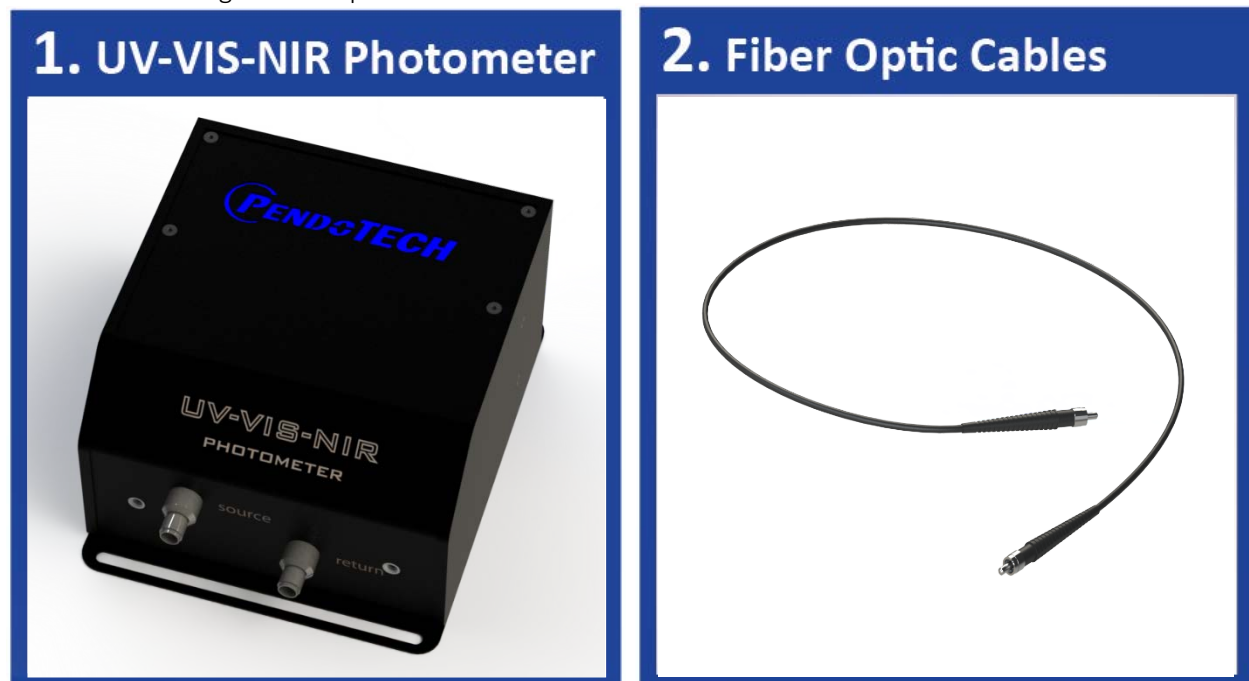 1. UV-VIS-NIR Photometer
PENDOTECH
UV-VIS-NIR
PHOTOMETER
source
return
2. Fiber Optic Cables